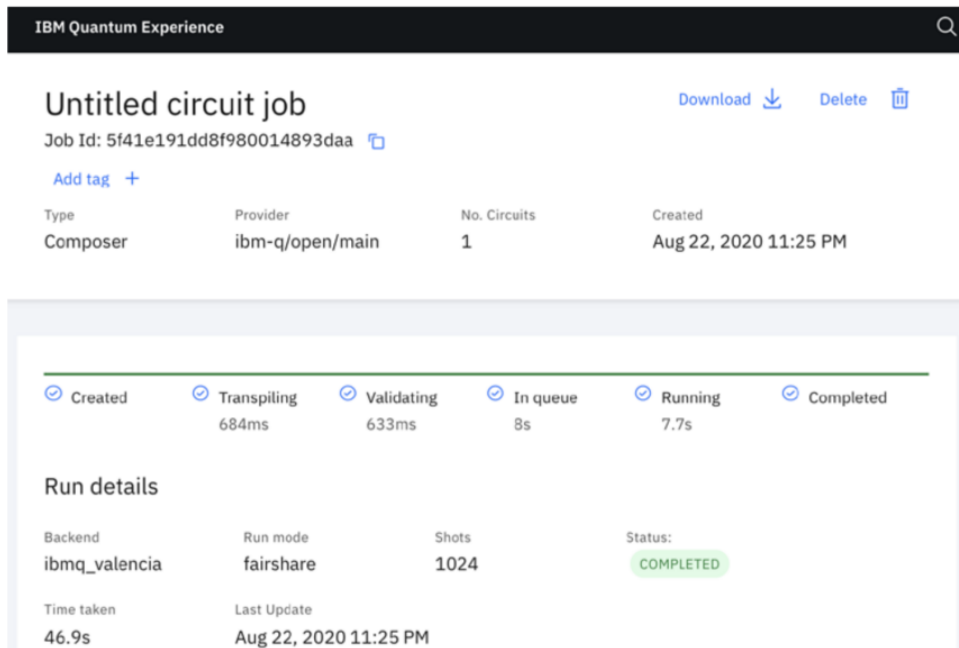 IBM Quantum Experience
Untitled circuit job
Download Delete
Job Id: 5f41e191dd8f980014893daa
Add tag +
Type Provider No. Circuits Created
Composer ibm-q/open/main 1 Aug 22, 2020 11:25 PM
Created Transpiling Validating In queue Running Completed
684ms 633ms 8s 7.7s
Run details
Backend Run mode Shots Status:
ibmq_valencia fairshare 1024 COMPLETED
Time taken Last Update
46.9s Aug 22, 2020 11:25 PM